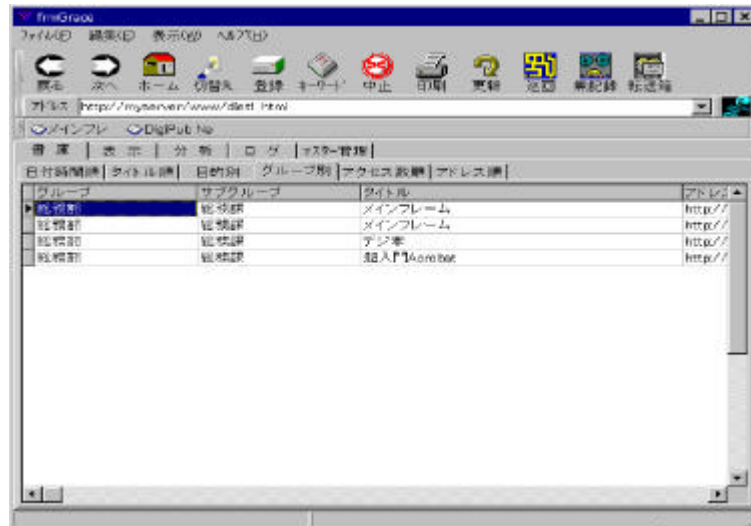 frmGrace
ファイル(F) 編集(E) 表示(W) ヘルプ(H)
戻る 次へ ホーム 切替え 登録 キーワード 中止 印刷 更新 巡回 無記録 転送箱
アドレス http://myserver/www/dlest.html
メインフレ DigiPub Ne
書庫 表示 分析 ログ マスター管理
日付時間順 タイトル順 目的別 グループ別 アクセス数順 アドレス順
グループ サブグループ タイトル アドレス
総務部 総務課 メインフレーム http://
総務部 総務課 メインフレーム http://
総務部 総務課 デジ本 http://
総務部 総務課 超入門Acrobat http://